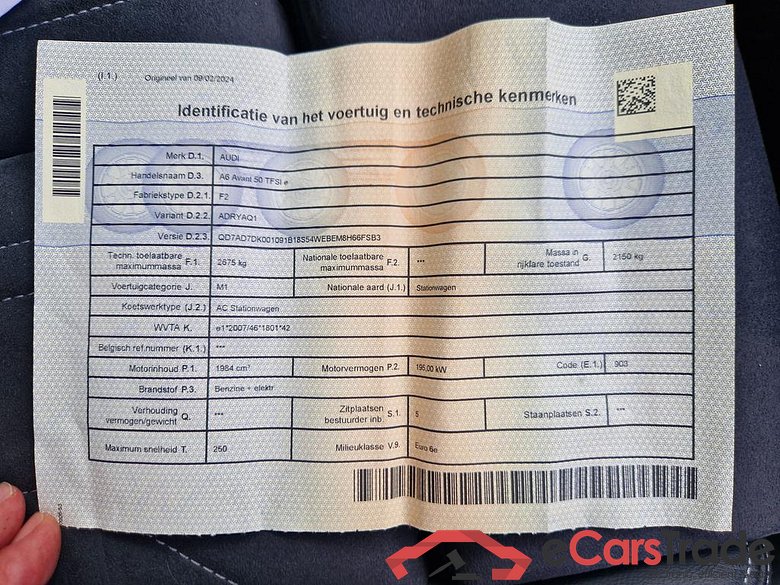 (I.1.) Origineel van 09/02/2024
Identificatie van het voertuig en technische kenmerken
Merk D.1. AUDI
Handelsnaam D.3. A6 Avant 50 TFSI e
Fabriekstype D.2.1. F2
Variant D.2.2. ADRYAQ1
Versie D.2.3. QD7AD7DK001091B18S54WEBEM8H66FSB3
Techn. toelaatbare maximummassa F.1. 2675 kg Nationale toelaatbare maximummassa F.2. *** Massa in rijklare toestand G. 2150 kg
Voertuigcategorie J. M1 Nationale aard (J.1.) Stationwagen
Koetswerktype (J.2.) AC Stationwagen
WVTA K. e1*2007/46*1801*42
Belgisch ref.nummer (K.1.) ***
Motorinhoud P.1. 1984 cm³ Motorvermogen P.2. 195,00 kW Code (E.1.) 903
Brandstof P.3. Benzine + elektr.
Verhouding vermogen/gewicht Q. *** Zitplaatsen bestuurder inb. S.1. 5 Staanplaatsen S.2. ***
Maximum snelheid T. 250 Milieuklasse V.9. Euro 6e
eCarsTrade